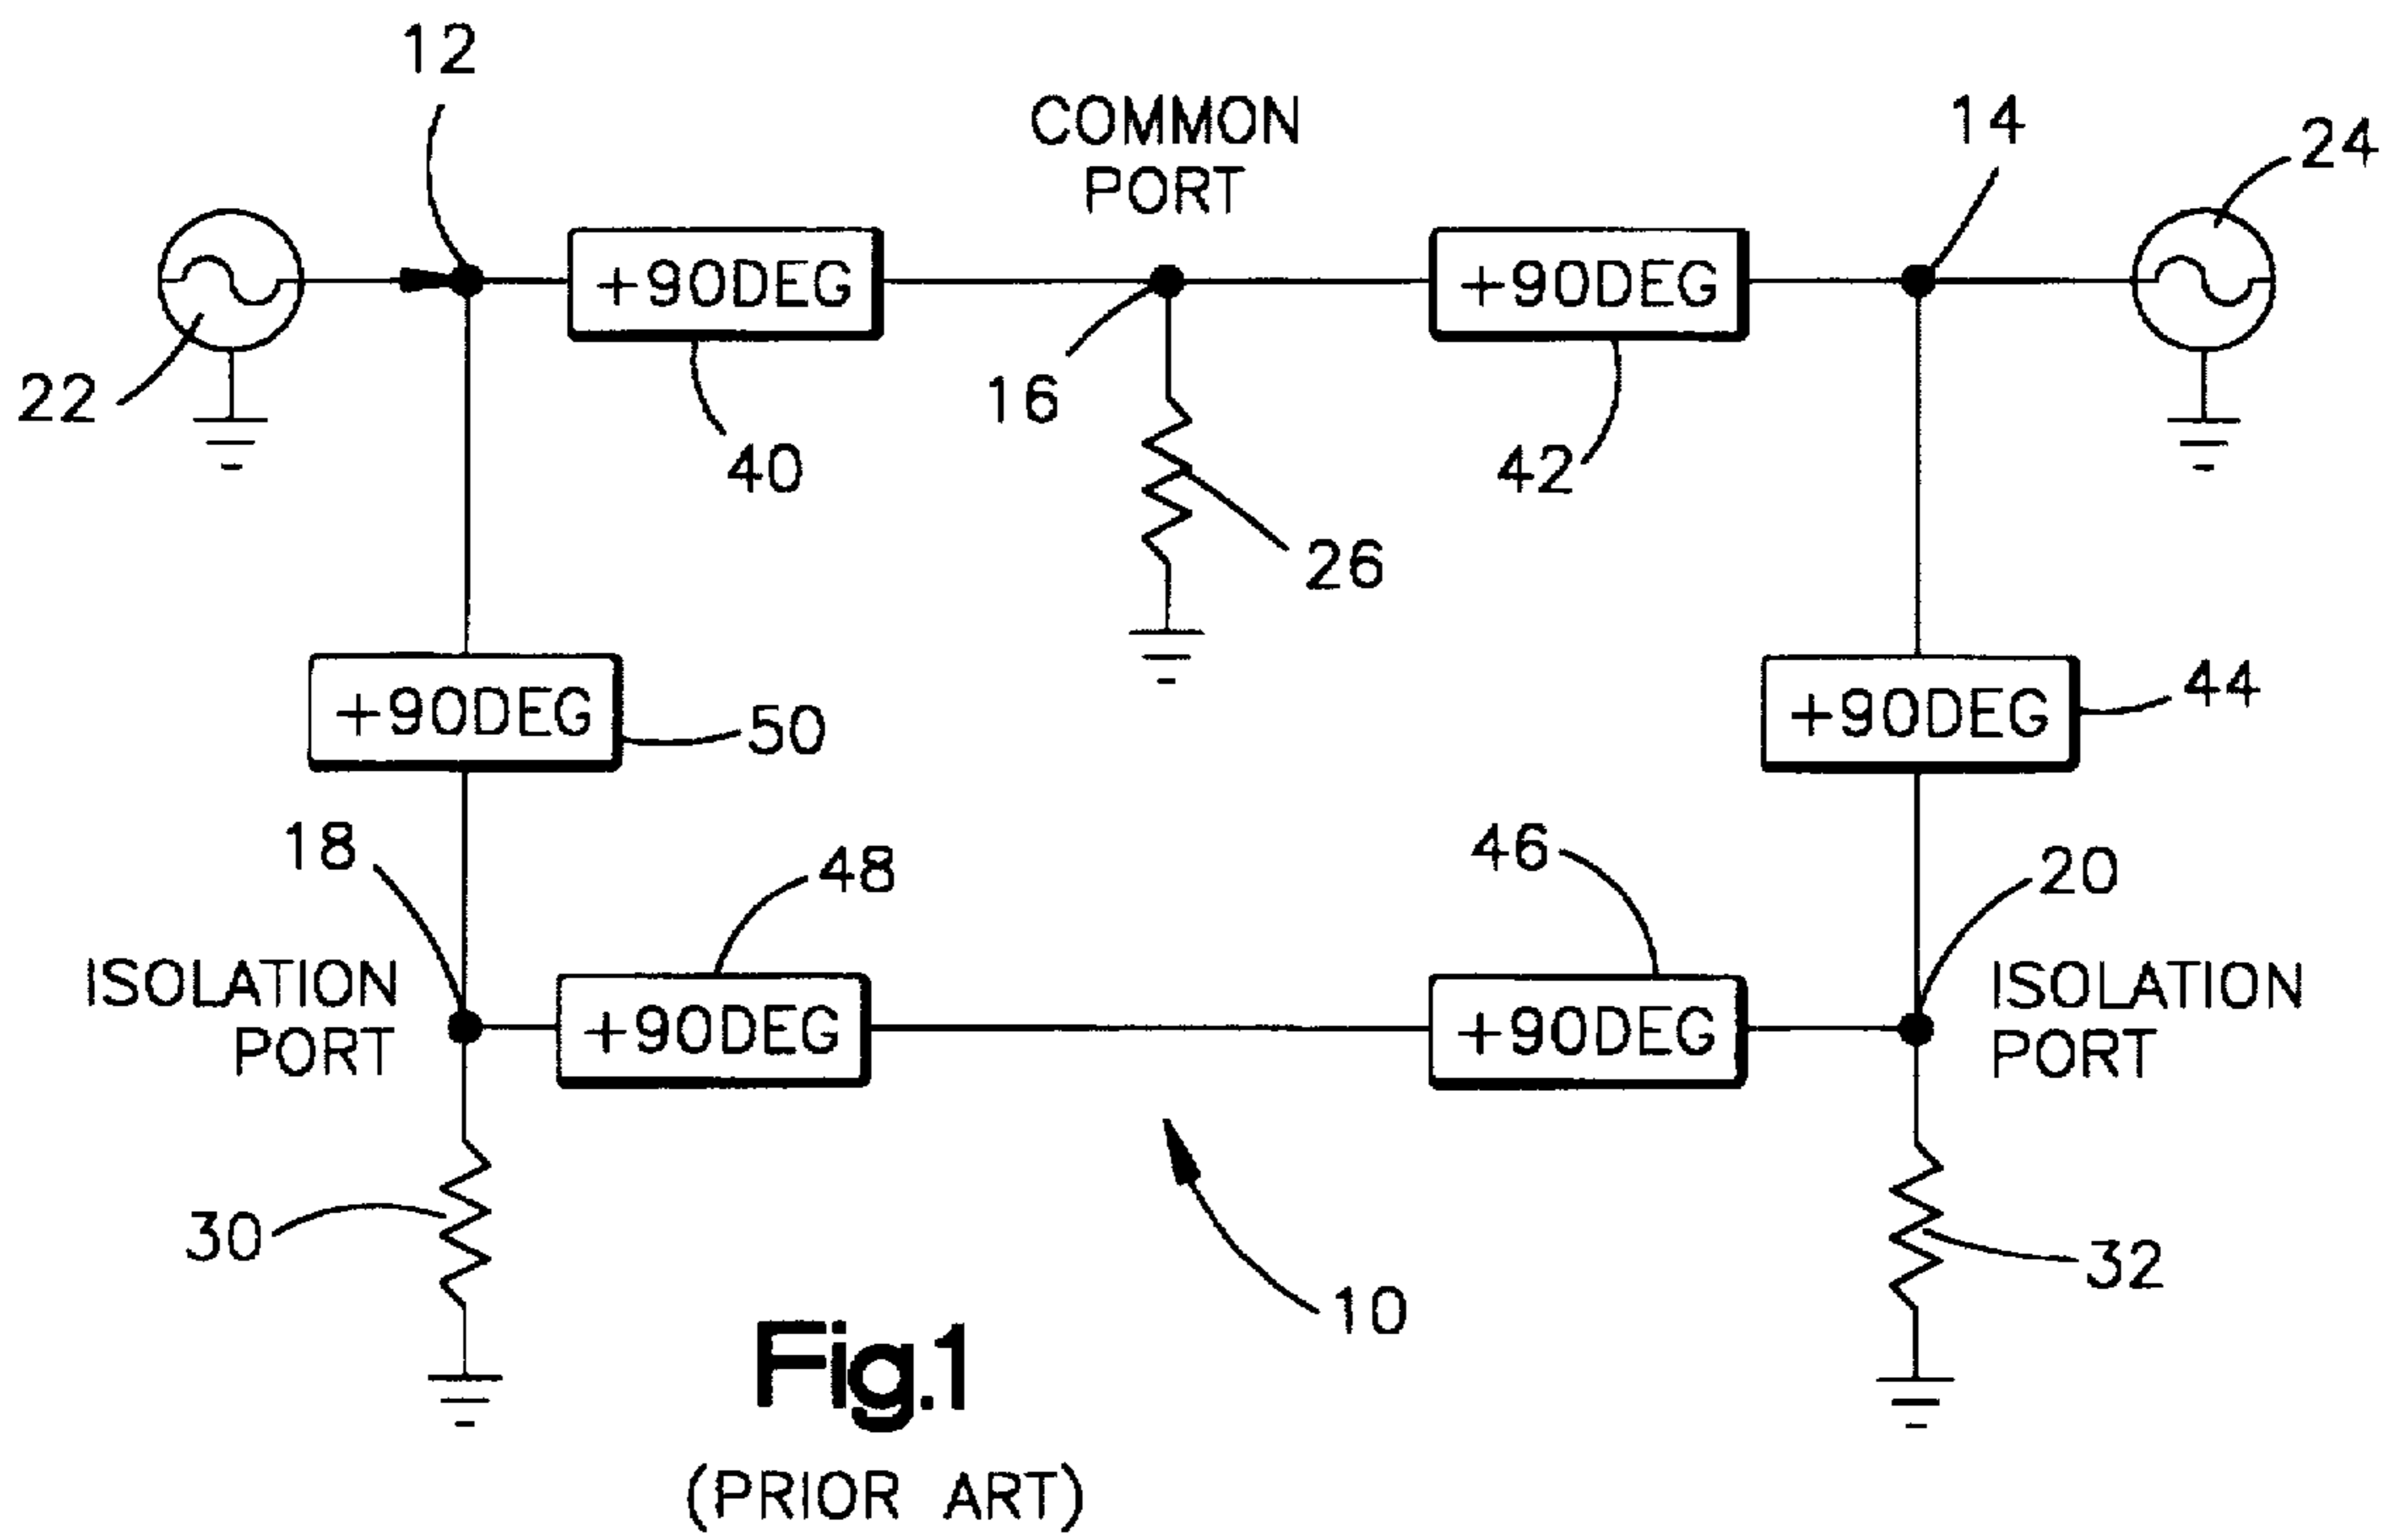 12
COMMON
PORT
14
24
+90DEG
+90DEG
22
16
40
42
26
+90DEG
50
+90DEG
44
18
48
46
20
ISOLATION
PORT
+90DEG
+90DEG
ISOLATION
PORT
30
32
10
Fig.1
(PRIOR ART)